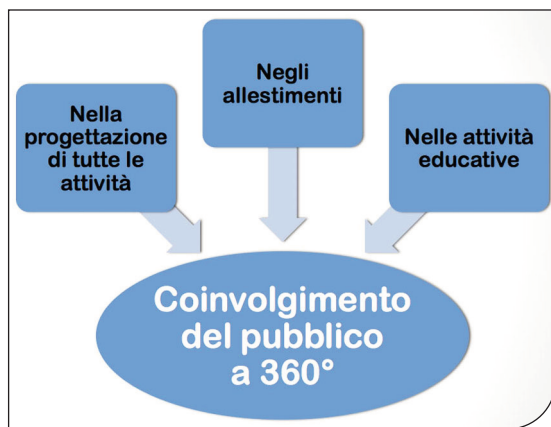 Nella
progettazione
di tutte le
attività
Negli
allestimenti
Nelle attività
educative
Coinvolgimento
del pubblico
a 360°